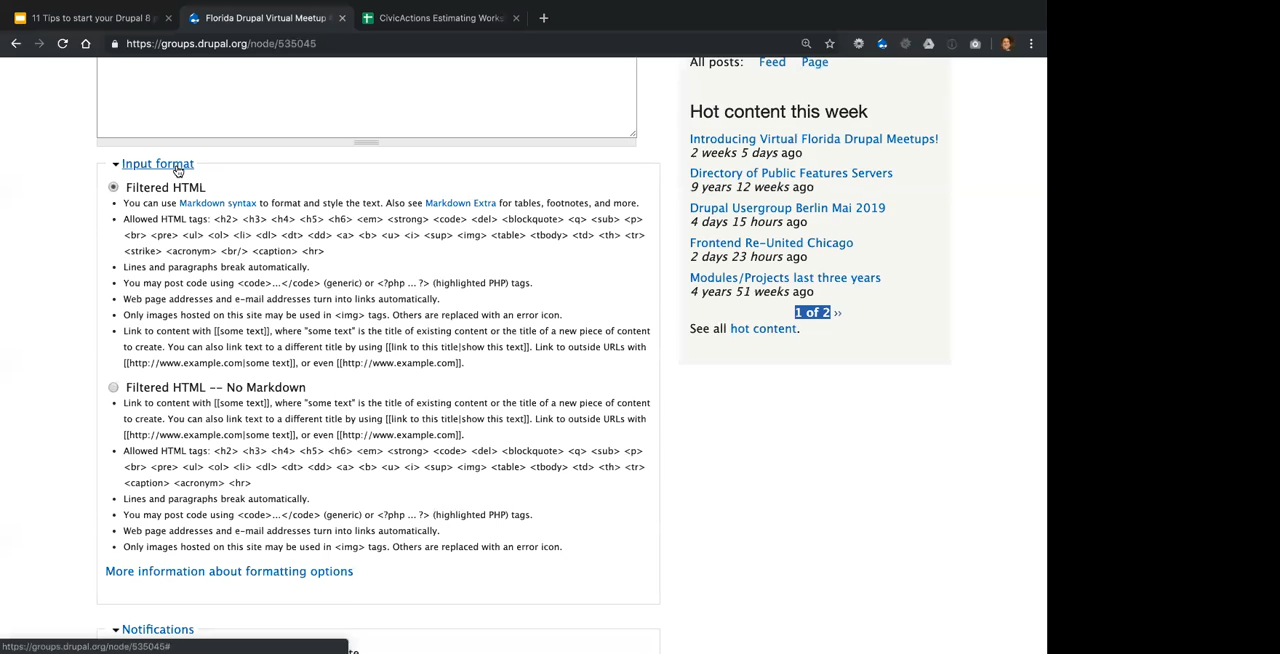 11 Tips to start your Drupal 8 p
Florida Drupal Virtual Meetup
CivicActions Estimating Works
https://groups.drupal.org/node/535045
All posts: Feed Page
Hot content this week
Introducing Virtual Florida Drupal Meetups!
2 weeks 5 days ago
Directory of Public Features Servers
9 years 12 weeks ago
Drupal Usergroup Berlin Mai 2019
4 days 15 hours ago
Frontend Re-United Chicago
2 days 23 hours ago
Modules/Projects last three years
4 years 51 weeks ago
1 of 2 ››
See all hot content.
Input format
Filtered HTML
• You can use Markdown syntax to format and style the text. Also see Markdown Extra for tables, footnotes, and more.
• Allowed HTML tags: <h2> <h3> <h4> <h5> <h6> <em> <strong> <code> <del> <blockquote> <q> <sub> <p>
<br> <pre> <ul> <ol> <li> <dl> <dt> <dd> <a> <b> <u> <i> <sup> <img> <table> <tbody> <td> <th> <tr>
<strike> <acronym> <br/> <caption> <hr>
• Lines and paragraphs break automatically.
• You may post code using <code>...</code> (generic) or <?php ... ?> (highlighted PHP) tags.
• Web page addresses and e-mail addresses turn into links automatically.
• Only images hosted on this site may be used in <img> tags. Others are replaced with an error icon.
• Link to content with [[some text]], where "some text" is the title of existing content or the title of a new piece of content
to create. You can also link text to a different title by using [[link to this title|show this text]]. Link to outside URLs with
[[http://www.example.com|some text]], or even [[http://www.example.com]].
Filtered HTML -- No Markdown
• Link to content with [[some text]], where "some text" is the title of existing content or the title of a new piece of content
to create. You can also link text to a different title by using [[link to this title|show this text]]. Link to outside URLs with
[[http://www.example.com|some text]], or even [[http://www.example.com]].
• Allowed HTML tags: <h2> <h3> <h4> <h5> <h6> <em> <strong> <code> <del> <blockquote> <q> <sub> <p>
<br> <pre> <ul> <ol> <li> <dl> <dt> <dd> <a> <b> <u> <i> <sup> <img> <table> <tbody> <td> <th> <tr>
<caption> <acronym> <hr>
• Lines and paragraphs break automatically.
• You may post code using <code>...</code> (generic) or <?php ... ?> (highlighted PHP) tags.
• Web page addresses and e-mail addresses turn into links automatically.
• Only images hosted on this site may be used in <img> tags. Others are replaced with an error icon.
More information about formatting options
Notifications
https://groups.drupal.org/node/535045#